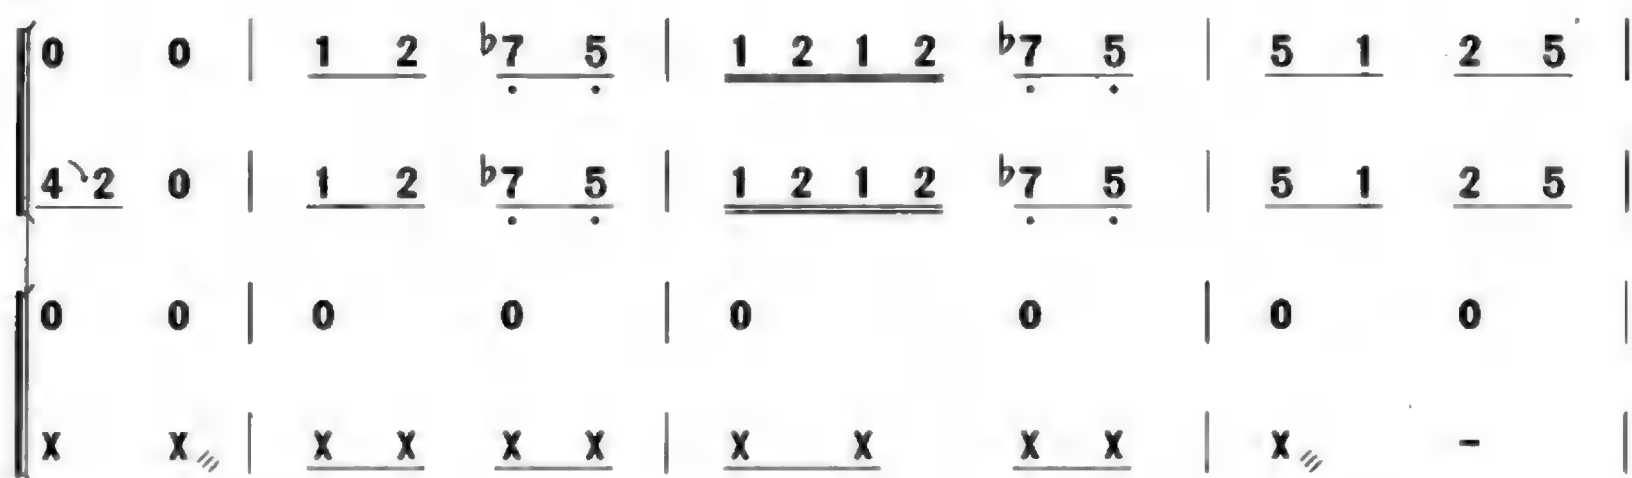 0 0 | 1 2 ♭7 5 | 1 2 1 2 ♭7 5 | 5 1 2 5 |
4 2 0 | 1 2 ♭7 5 | 1 2 1 2 ♭7 5 | 5 1 2 5 |
0 0 | 0 0 | 0 0 | 0 0 |
X X | X X X X | X X X X | X - |